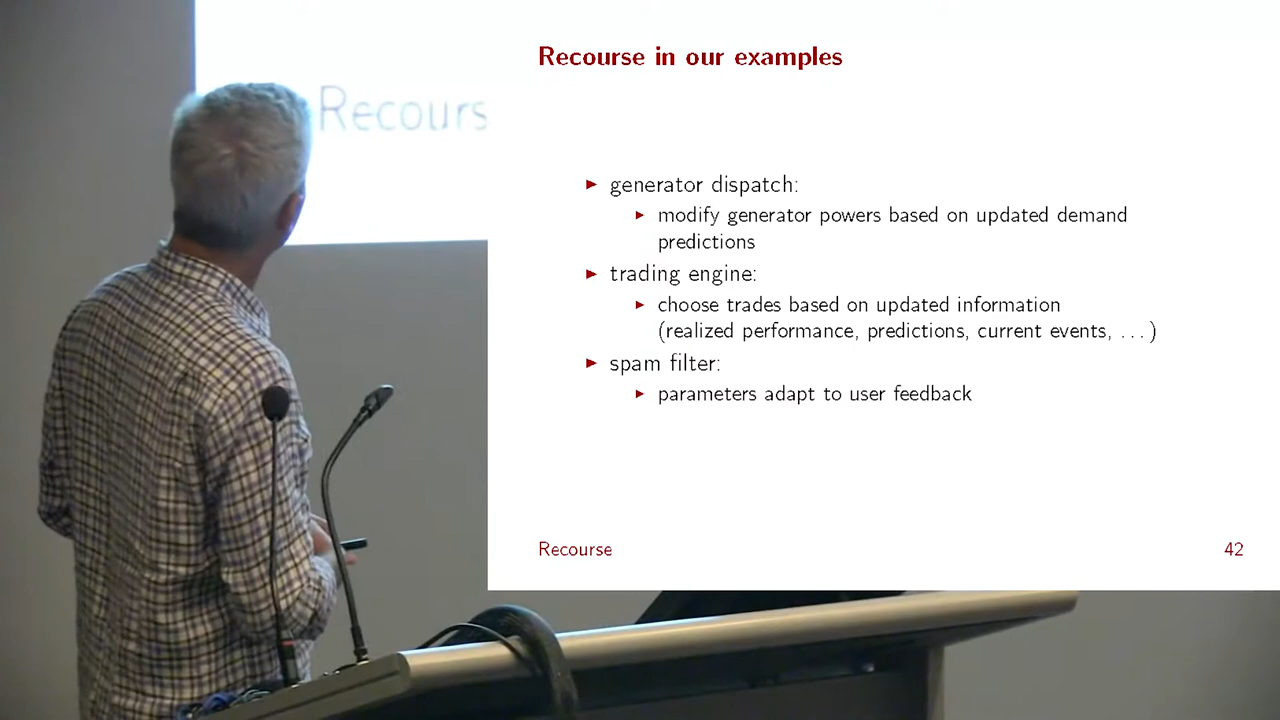 Recours
Recourse in our examples
▶ generator dispatch:
▶ modify generator powers based on updated demand
predictions
▶ trading engine:
▶ choose trades based on updated information
(realized performance, predictions, current events, . . . )
▶ spam filter:
▶ parameters adapt to user feedback
Recourse
42